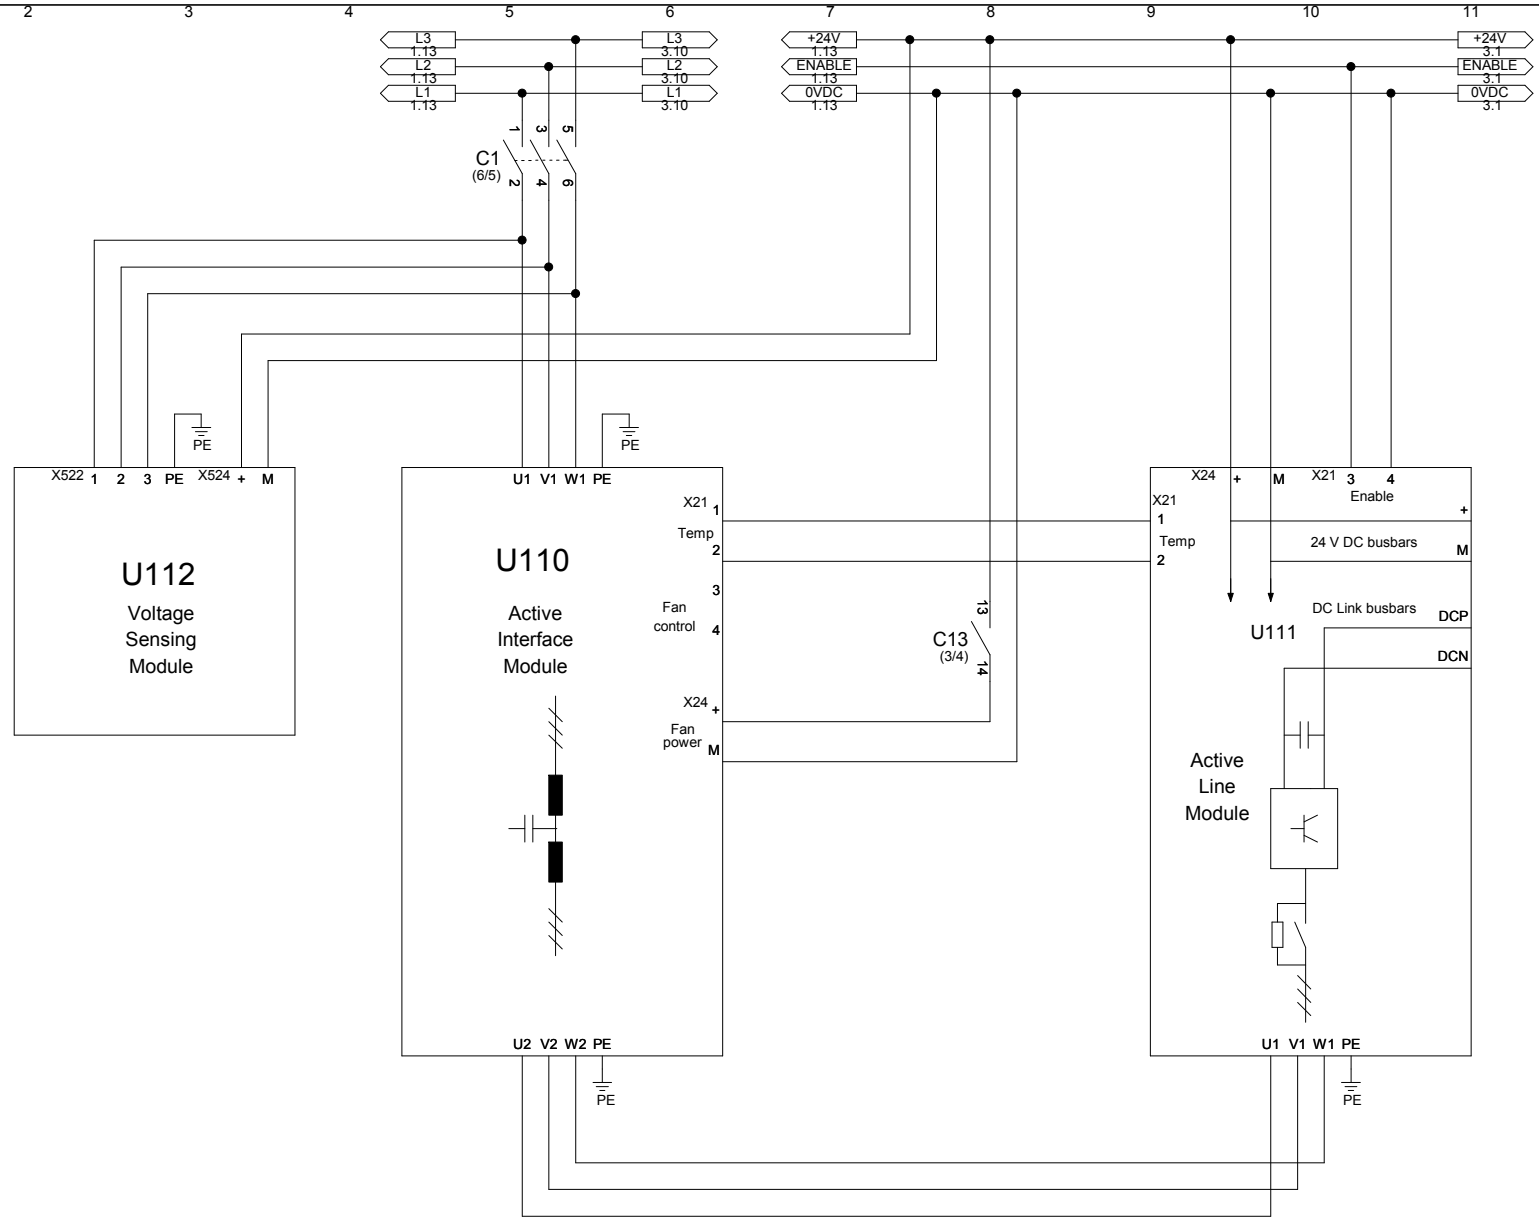 2 3 4 5 6 7 8 9 10 11
L3 L3 +24V +24V
1.13 3.10 1.13 3.1
L2 L2 ENABLE ENABLE
1.13 3.10 1.13 3.1
L1 L1 0VDC 0VDC
1.13 3.10 1.13 3.1
1 3 5
C1
(6/5)
2 4 6
PE
PE
X522 1 2 3 PE X524 + M
U112
Voltage
Sensing
Module
U1 V1 W1 PE
X21 1
Temp
2
3
Fan
control 4
X24 +
Fan
power M
U110
Active
Interface
Module
U2 V2 W2 PE
PE
13
C13
(3/4)
14
X24 + M X21 3 4
Enable
X21
1
Temp
2
+
24 V DC busbars M
DC Link busbars DCP
U111
DCN
Active
Line
Module
U1 V1 W1 PE
PE